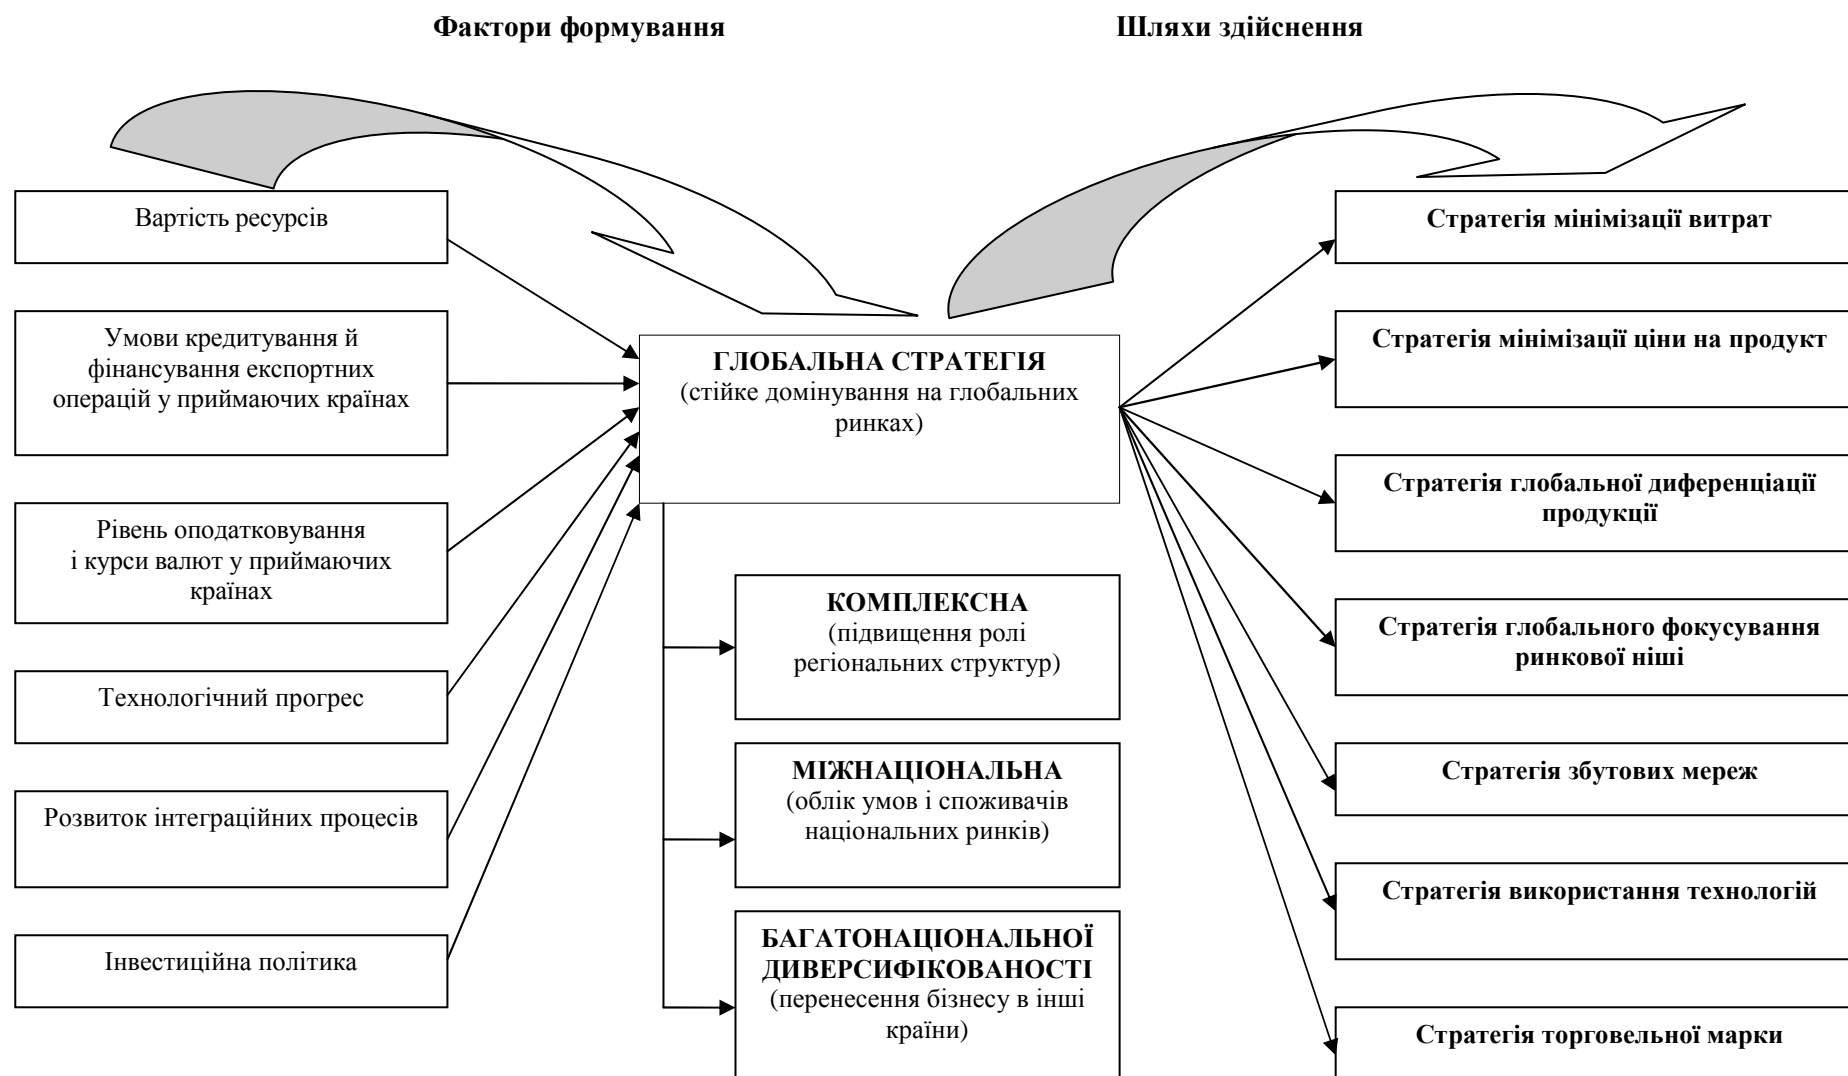 Фактори формування
Шляхи здійснення
Вартість ресурсів
Умови кредитування й
фінансування експортних
операцій у приймаючих країнах
Рівень оподатковування
і курси валют у приймаючих
країнах
Технологічний прогрес
Розвиток інтеграційних процесів
Інвестиційна політика
ГЛОБАЛЬНА СТРАТЕГІЯ
(стійке домінування на глобальних
ринках)
КОМПЛЕКСНА
(підвищення ролі
регіональних структур)
МІЖНАЦІОНАЛЬНА
(облік умов і споживачів
національних ринків)
БАГАТОНАЦІОНАЛЬНОЇ
ДИВЕРСИФІКОВАНОСТІ
(перенесення бізнесу в інші
країни)
Стратегія мінімізації витрат
Стратегія мінімізації ціни на продукт
Стратегія глобальної диференціації
продукції
Стратегія глобального фокусування
ринкової ніші
Стратегія збутових мереж
Стратегія використання технологій
Стратегія торговельної марки